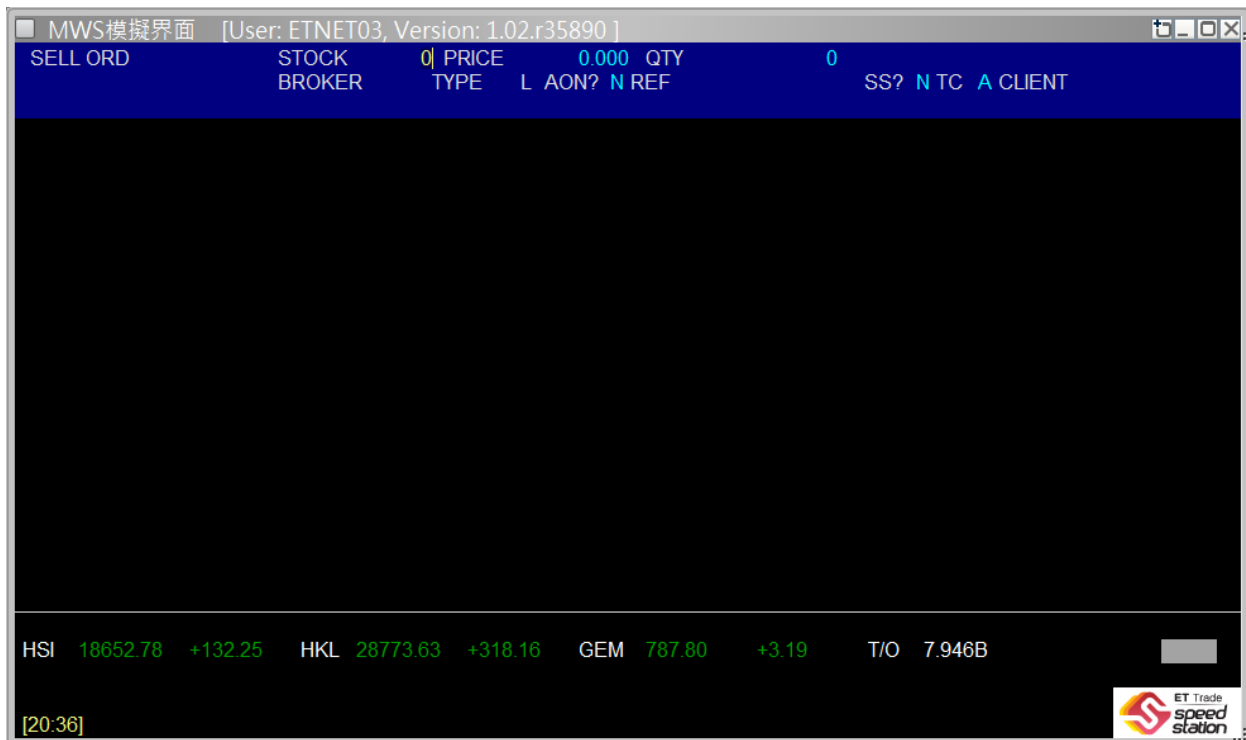 MWS模擬界面 [User: ETNET03, Version: 1.02.r35890 ]
SELL ORD STOCK 0 PRICE 0.000 QTY 0
BROKER TYPE L AON? N REF SS? N TC A CLIENT
HSI 18652.78 +132.25 HKL 28773.63 +318.16 GEM 787.80 +3.19 T/O 7.946B
[20:36]
ET Trade
speed
station